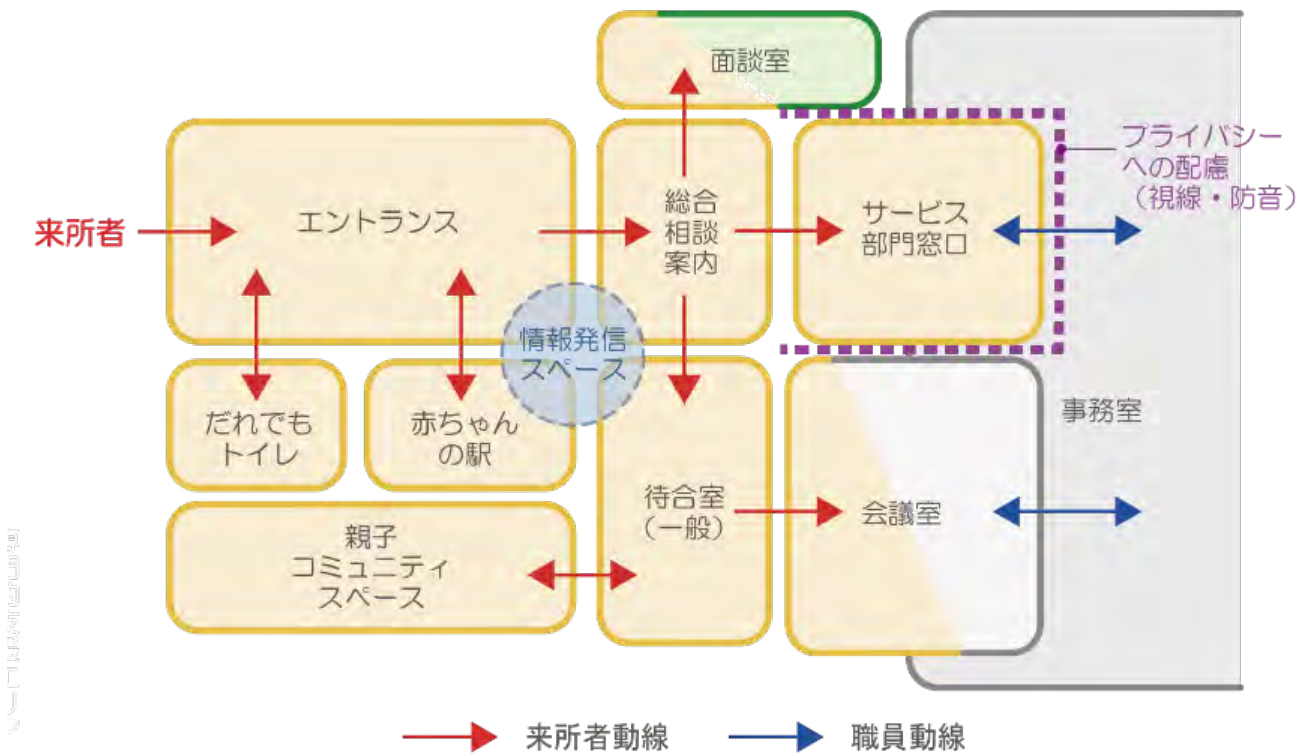 面談室
プライバシー
への配慮
（視線・防音）
来所者
エントランス
総合
相談
案内
サービス
部門窓口
情報発信
スペース
だれでも
トイレ
赤ちゃん
の駅
事務室
待合室
（一般）
会議室
親子
コミュニティ
スペース
来所者動線
職員動線